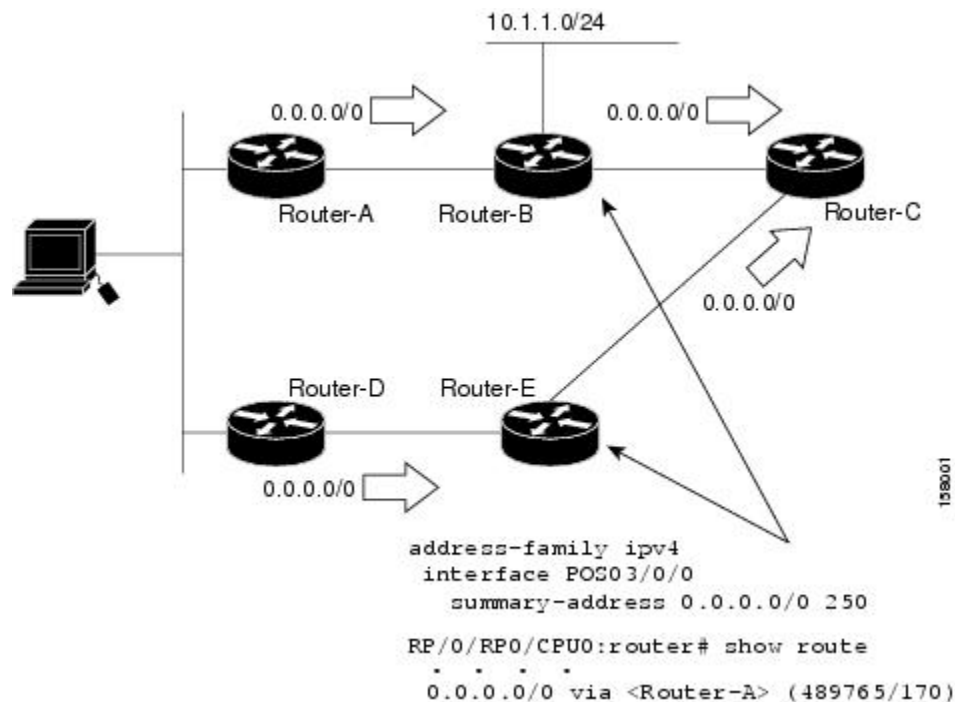 10.1.1.0/24
0.0.0.0/0
0.0.0.0/0
Router-A
Router-B
Router-C
0.0.0.0/0
Router-D
Router-E
0.0.0.0/0
158001
address-family ipv4
interface POS03/0/0
summary-address 0.0.0.0/0 250
RP/0/RP0/CPU0:router# show route
. . . .
0.0.0.0/0 via <Router-A> (489765/170)